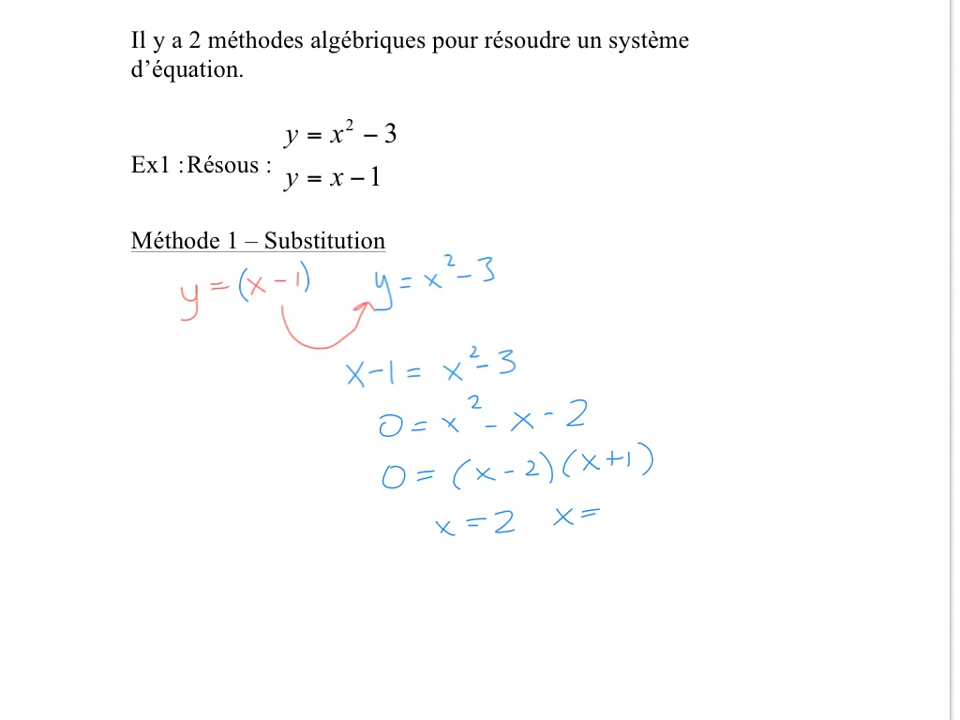 Il y a 2 méthodes algébriques pour résoudre un système
d'équation.
y = x² − 3
Ex1 : Résous :
y = x − 1
Méthode 1 – Substitution
y = (x − 1) y = x² − 3
x − 1 = x² − 3
0 = x² − x − 2
0 = (x − 2)(x + 1)
x = 2 x =